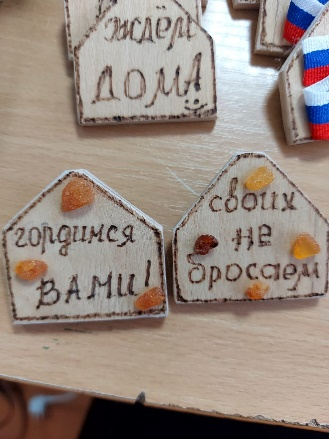 ждём
ДОМА
гордимся
ВАМИ!
своих
не
бросаем